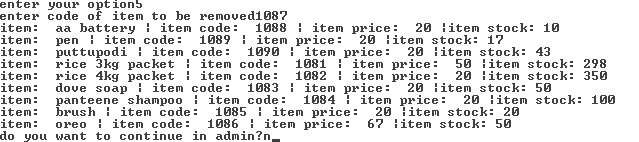 enter your option5
enter code of item to be removed1087
item:  aa battery ¦ item code:  1088 ¦ item price:  20 ¦item stock: 10
item:  pen ¦ item code:  1089 ¦ item price:  20 ¦item stock: 17
item:  puttupodi ¦ item code:  1090 ¦ item price:  20 ¦item stock: 43
item:  rice 3kg packet ¦ item code:  1081 ¦ item price:  50 ¦item stock: 298
item:  rice 4kg packet ¦ item code:  1082 ¦ item price:  20 ¦item stock: 350
item:  dove soap ¦ item code:  1083 ¦ item price:  20 ¦item stock: 50
item:  panteene shampoo ¦ item code:  1084 ¦ item price:  20 ¦item stock: 100
item:  brush ¦ item code:  1085 ¦ item price:  20 ¦item stock: 20
item:  oreo ¦ item code:  1086 ¦ item price:  67 ¦item stock: 50
do you want to continue in admin?n_